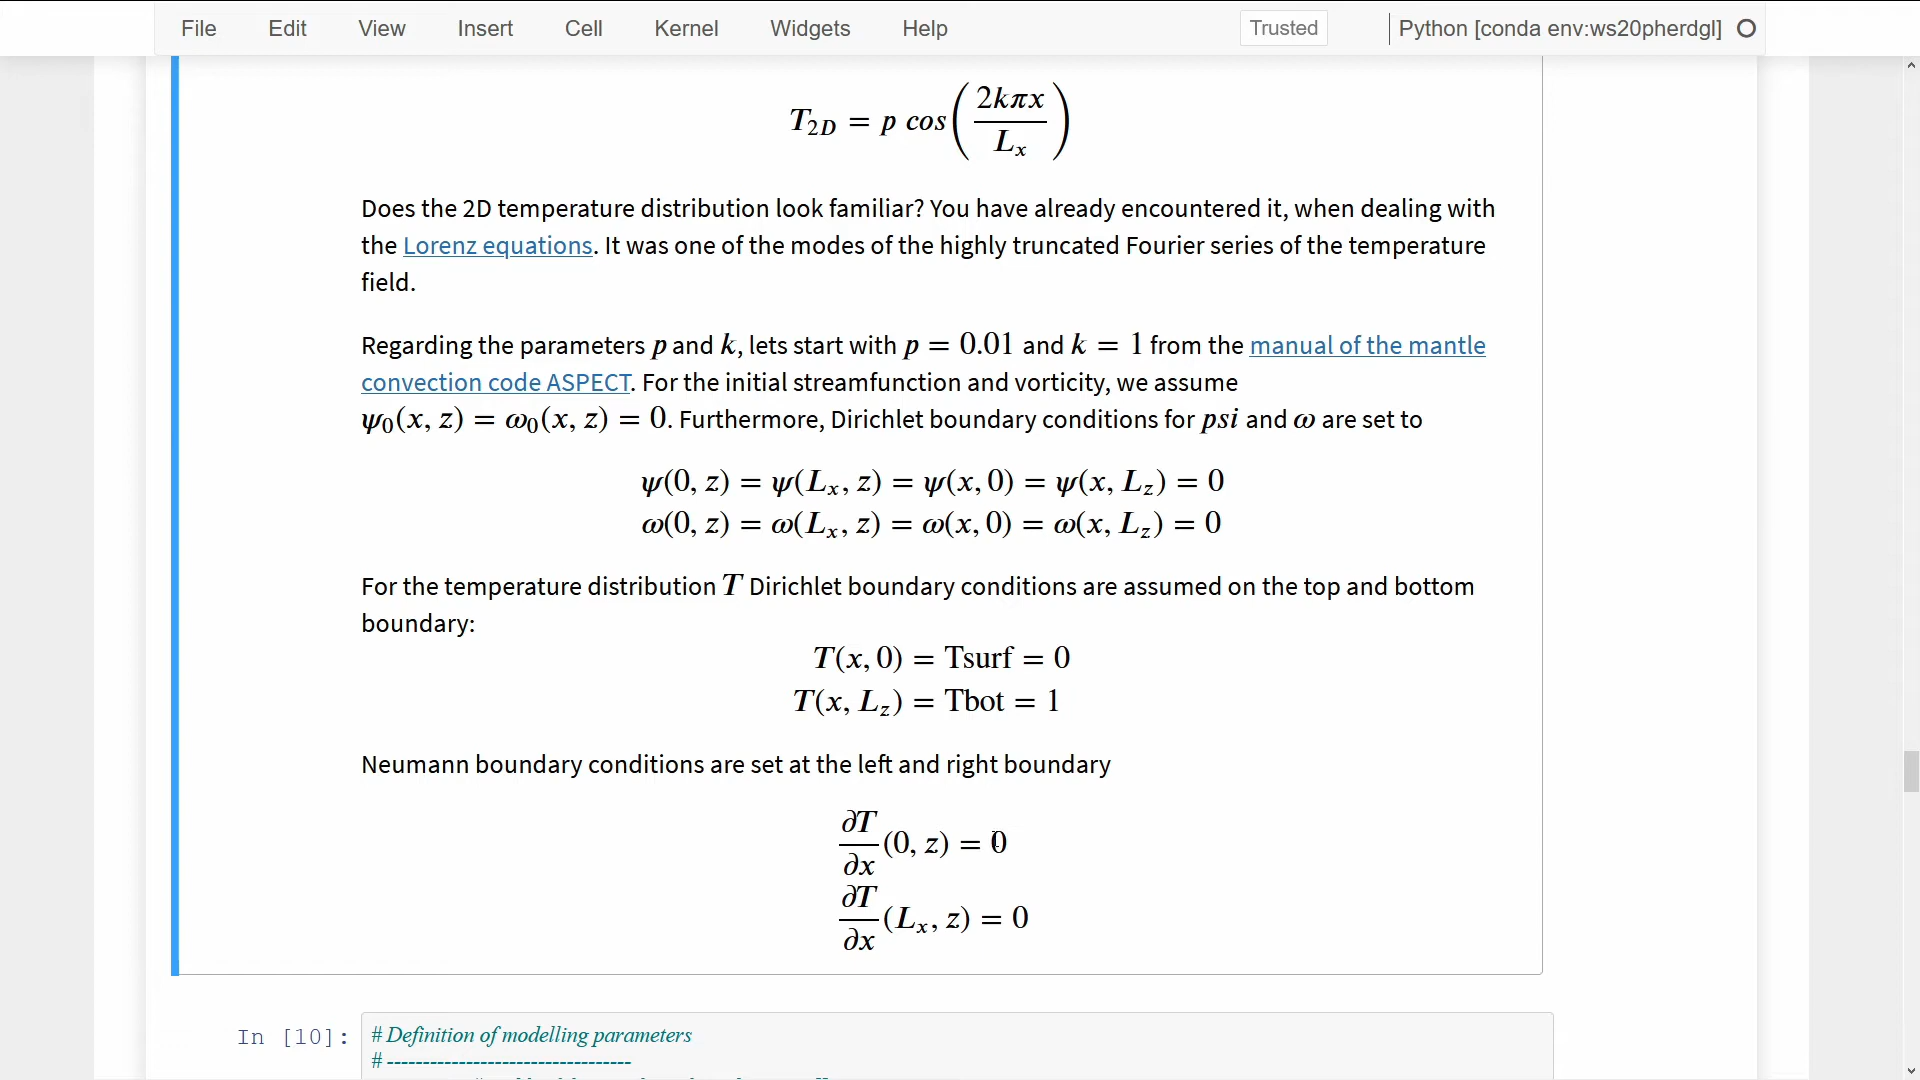 File Edit View Insert Cell Kernel Widgets Help Trusted Python [conda env:ws20pherdgl]
T_{2D} = p cos(2kπx / L_x)
Does the 2D temperature distribution look familiar? You have already encountered it, when dealing with
the Lorenz equations. It was one of the modes of the highly truncated Fourier series of the temperature
field.
Regarding the parameters p and k, lets start with p = 0.01 and k = 1 from the manual of the mantle
convection code ASPECT. For the initial streamfunction and vorticity, we assume
ψ₀(x, z) = ω₀(x, z) = 0. Furthermore, Dirichlet boundary conditions for psi and ω are set to
ψ(0, z) = ψ(L_x, z) = ψ(x, 0) = ψ(x, L_z) = 0
ω(0, z) = ω(L_x, z) = ω(x, 0) = ω(x, L_z) = 0
For the temperature distribution T Dirichlet boundary conditions are assumed on the top and bottom
boundary:
T(x, 0) = Tsurf = 0
T(x, L_z) = Tbot = 1
Neumann boundary conditions are set at the left and right boundary
∂T/∂x (0, z) = 0
∂T/∂x (L_x, z) = 0
In [10]: # Definition of modelling parameters
# ----------------------------------